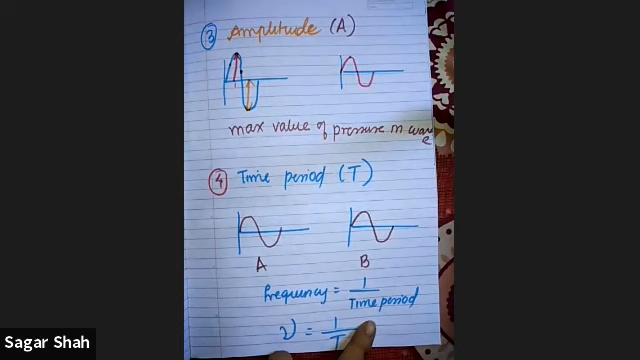 3 Amplitude (A)
max value of pressure in wave
4 Time period (T)
A B
Frequency = 1 / Time period
ν = 1 / T
Sagar Shah